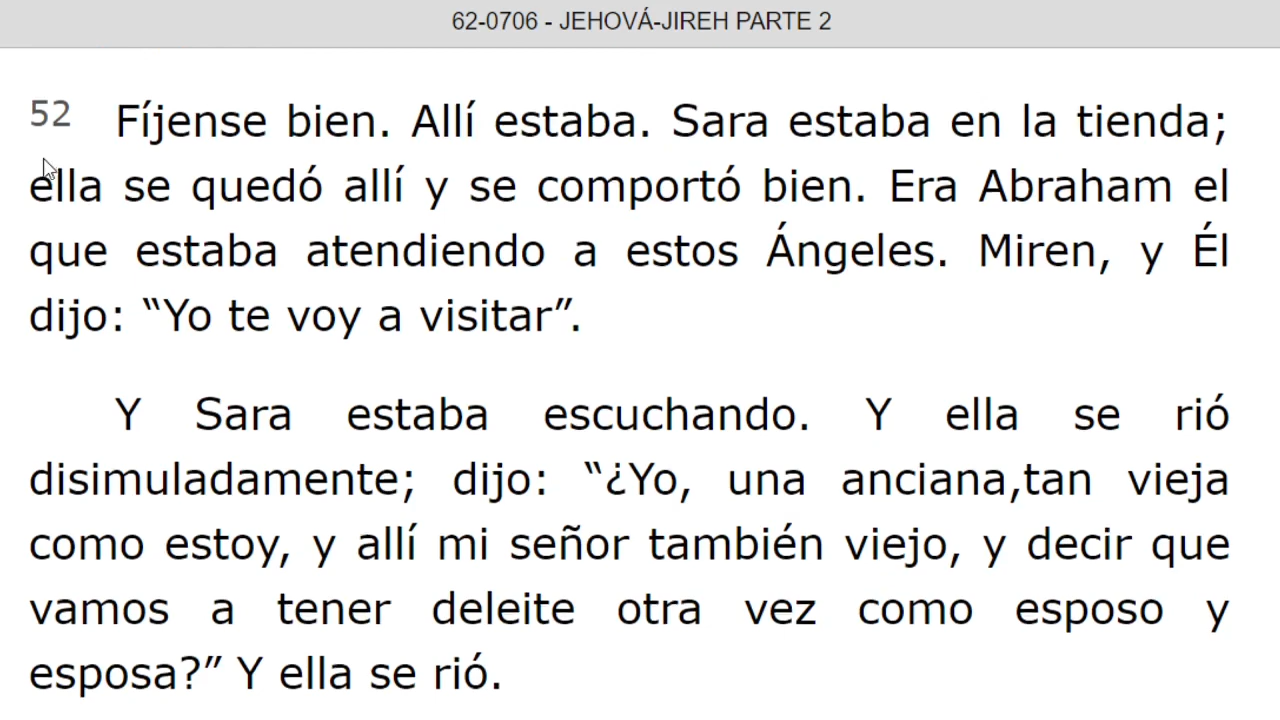 62-0706 - JEHOVÁ-JIREH PARTE 2
52 Fíjense bien. Allí estaba. Sara estaba en la tienda;
ella se quedó allí y se comportó bien. Era Abraham el
que estaba atendiendo a estos Ángeles. Miren, y Él
dijo: “Yo te voy a visitar”.
Y Sara estaba escuchando. Y ella se rió
disimuladamente; dijo: “¿Yo, una anciana,tan vieja
como estoy, y allí mi señor también viejo, y decir que
vamos a tener deleite otra vez como esposo y
esposa?” Y ella se rió.